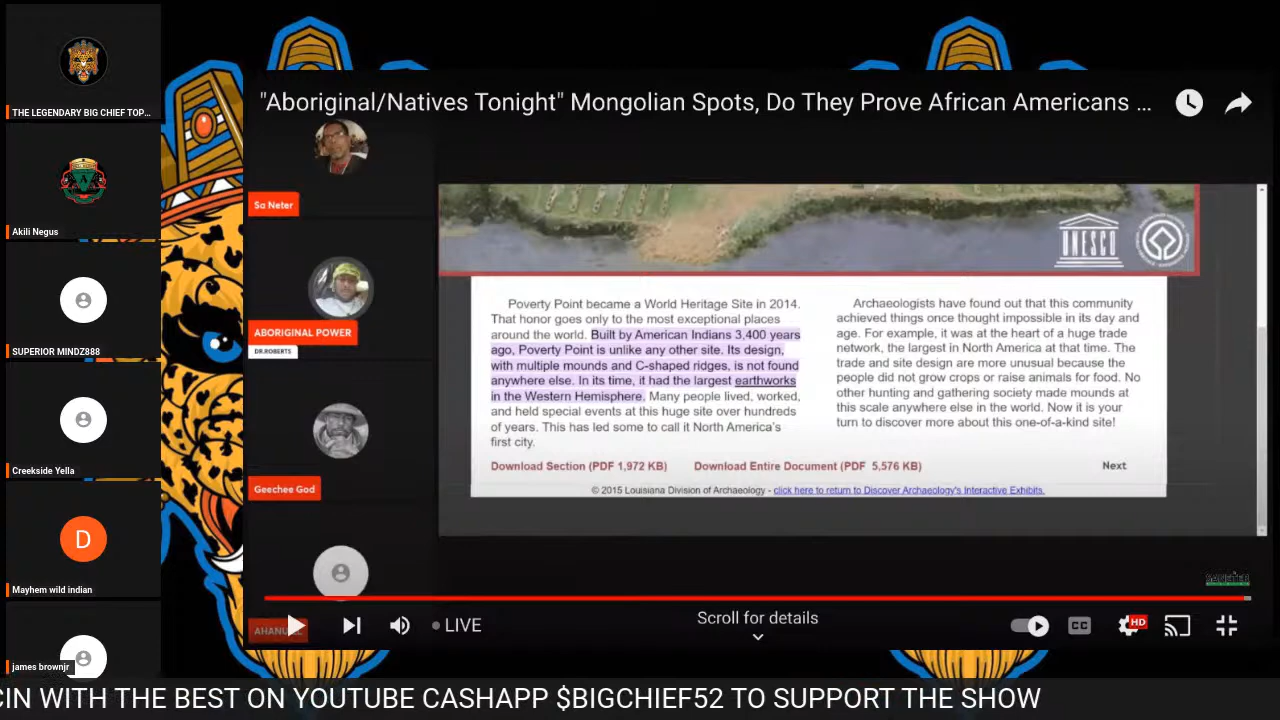 THE LEGENDARY BIG CHIEF TOP...
Akili Negus
SUPERIOR MINDZ888
Creekside Yella
D
Mayhem wild indian
james brownjr
"Aboriginal/Natives Tonight" Mongolian Spots, Do They Prove African Americans ...
Sa Neter
ABORIGINAL POWER
DR.ROBERTS
Geechee God
UNESCO
Poverty Point became a World Heritage Site in 2014.
That honor goes only to the most exceptional places
around the world. Built by American Indians 3,400 years
ago, Poverty Point is unlike any other site. Its design,
with multiple mounds and C-shaped ridges, is not found
anywhere else. In its time, it had the largest earthworks
in the Western Hemisphere. Many people lived, worked,
and held special events at this huge site over hundreds
of years. This has led some to call it North America's
first city.
Archaeologists have found out that this community
achieved things once thought impossible in its day and
age. For example, it was at the heart of a huge trade
network, the largest in North America at that time. The
trade and site design are more unusual because the
people did not grow crops or raise animals for food. No
other hunting and gathering society made mounds at
this scale anywhere else in the world. Now it is your
turn to discover more about this one-of-a-kind site!
Download Section (PDF 1,972 KB) Download Entire Document (PDF 5,576 KB) Next
© 2015 Louisiana Division of Archaeology - click here to return to Discover Archaeology's Interactive Exhibits.
SANETER
LIVE
Scroll for details
CC
HD
CIN WITH THE BEST ON YOUTUBE CASHAPP $BIGCHIEF52 TO SUPPORT THE SHOW